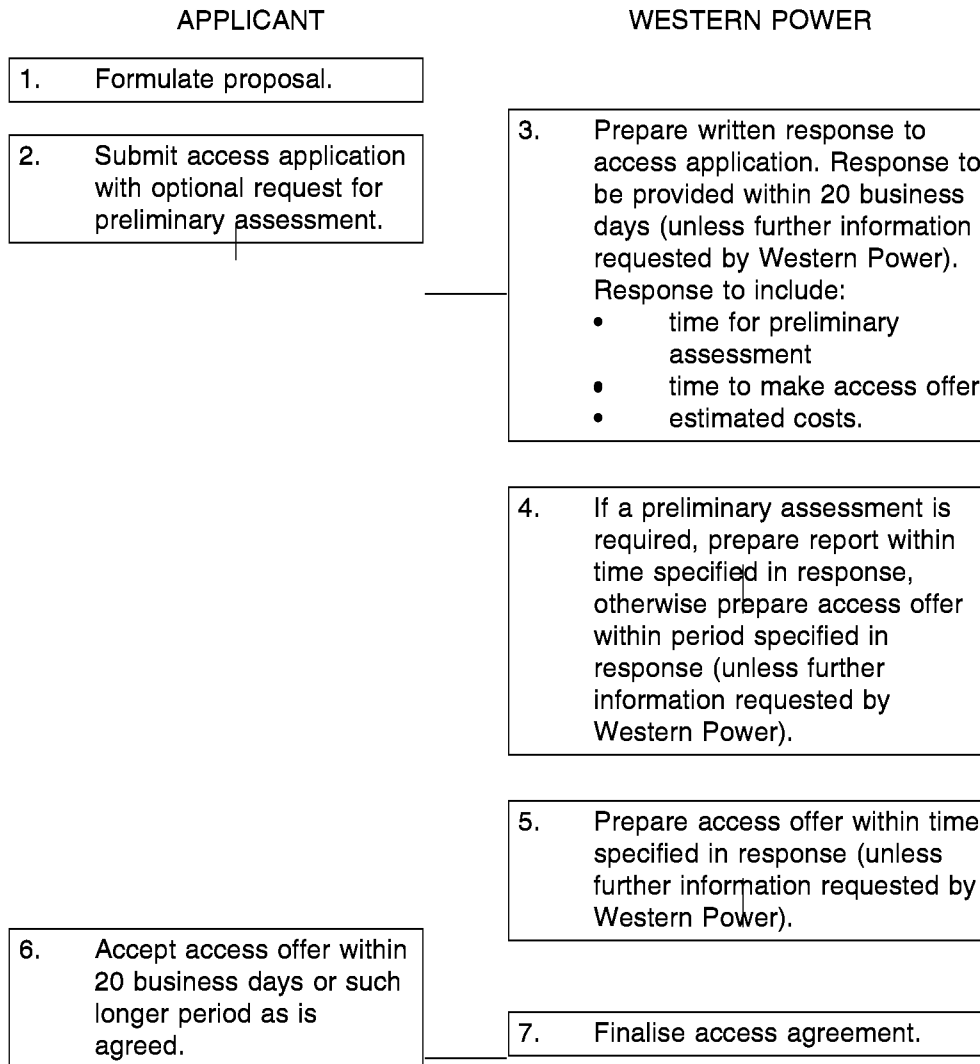 APPLICANT
WESTERN POWER
1. Formulate proposal.
2. Submit access application
with optional request for
preliminary assessment.
3. Prepare written response to
access application. Response to
be provided within 20 business
days (unless further information
requested by Western Power).
Response to include:
• time for preliminary
assessment
• time to make access offer
• estimated costs.
4. If a preliminary assessment is
required, prepare report within
time specified in response,
otherwise prepare access offer
within period specified in
response (unless further
information requested by
Western Power).
5. Prepare access offer within time
specified in response (unless
further information requested by
Western Power).
6. Accept access offer within
20 business days or such
longer period as is
agreed.
7. Finalise access agreement.